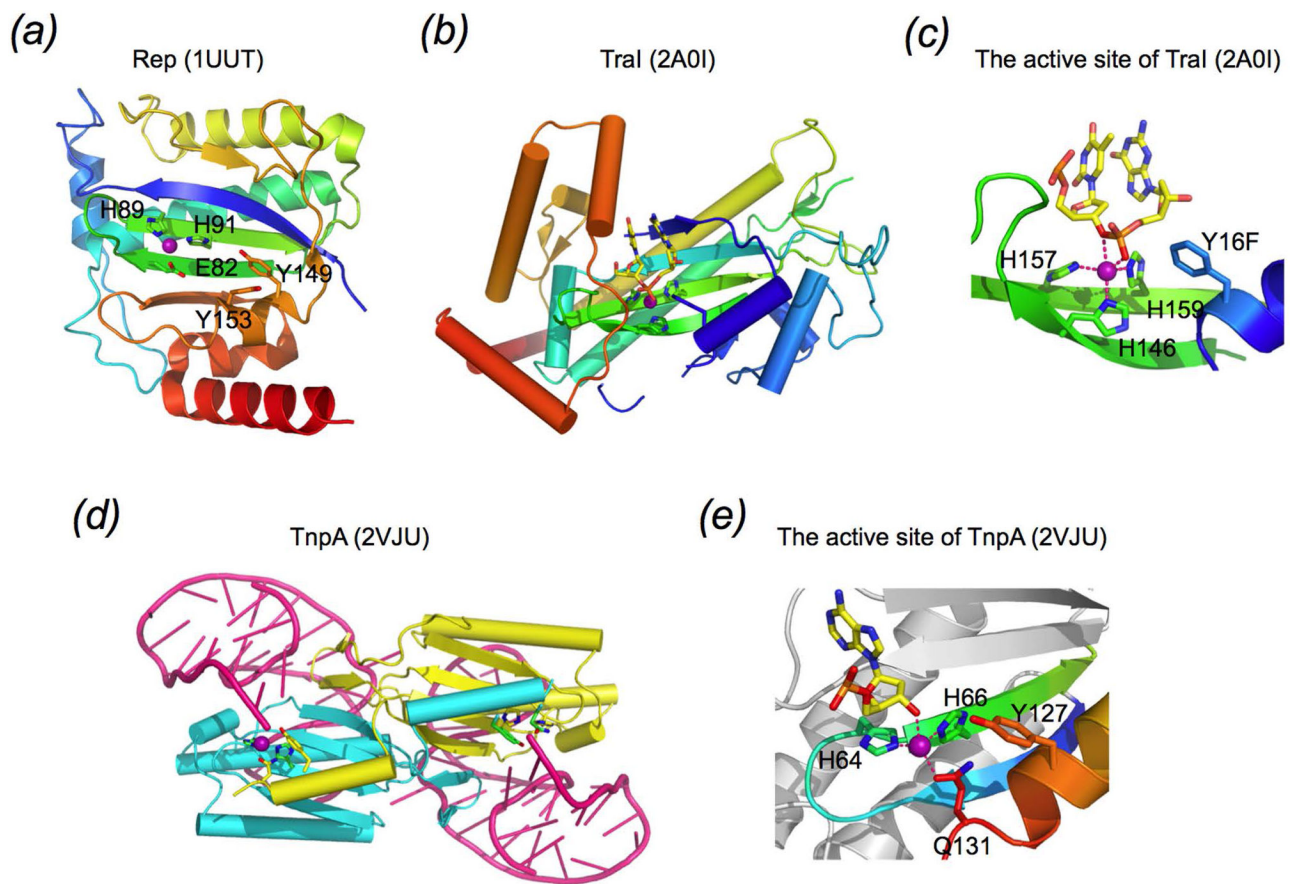 (a)
Rep (1UUT)
H89
H91
E82
Y149
Y153
(b)
TraI (2A0I)
(c)
The active site of TraI (2A0I)
H157
Y16F
H159
H146
(d)
TnpA (2VJU)
(e)
The active site of TnpA (2VJU)
H66
Y127
H64
Q131